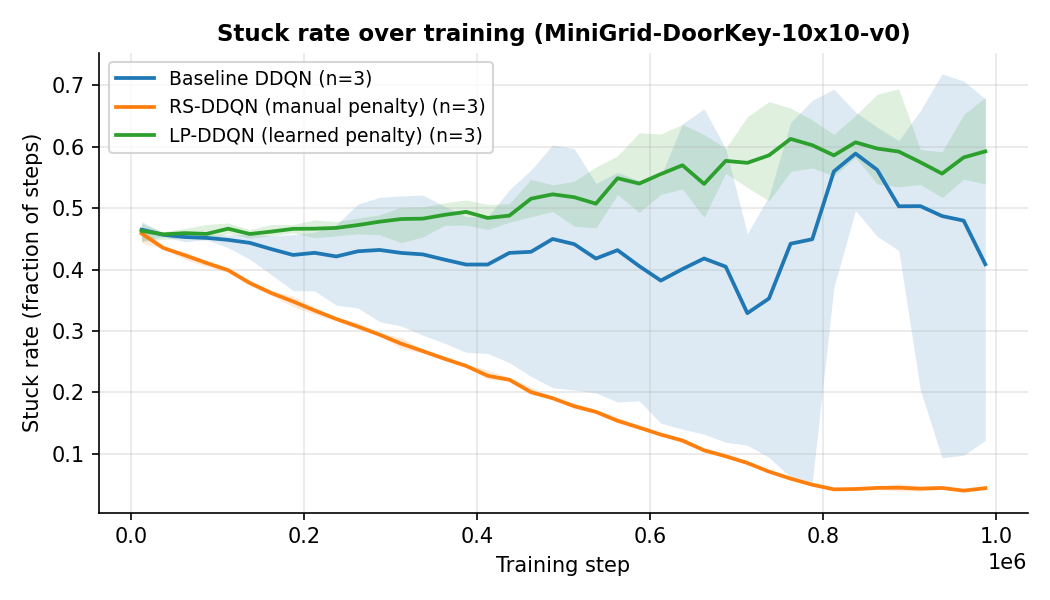 Stuck rate over training (MiniGrid-DoorKey-10x10-v0)
Baseline DDQN (n=3)
RS-DDQN (manual penalty) (n=3)
LP-DDQN (learned penalty) (n=3)
Stuck rate (fraction of steps)
0.7
0.6
0.5
0.4
0.3
0.2
0.1
0.0
0.2
0.4
0.6
0.8
1.0
1e6
Training step